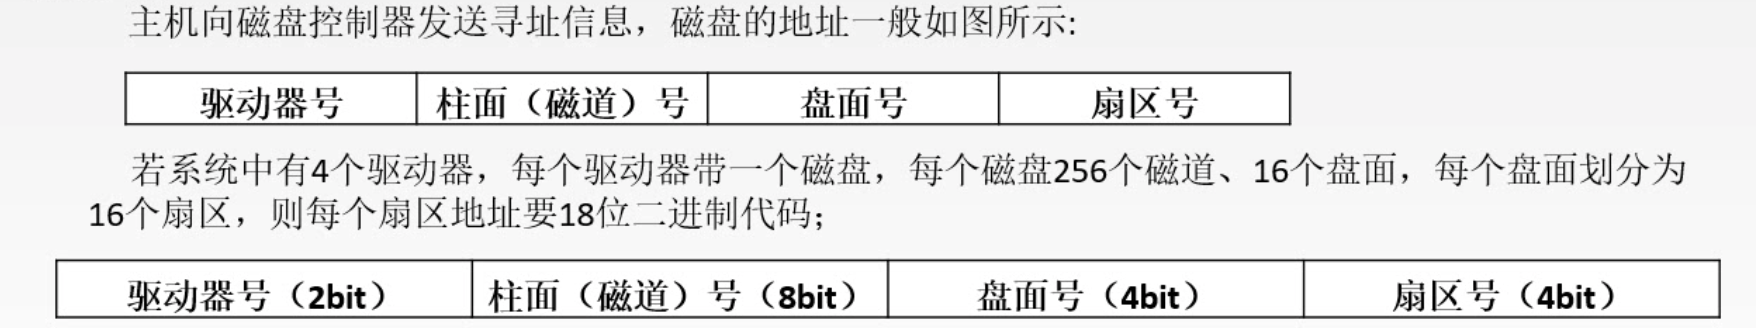 主机向磁盘控制器发送寻址信息，磁盘的地址一般如图所示:
驱动器号 柱面（磁道）号 盘面号 扇区号
若系统中有4个驱动器，每个驱动器带一个磁盘，每个磁盘256个磁道、16个盘面，每个盘面划分为
16个扇区，则每个扇区地址要18位二进制代码；
驱动器号（2bit） 柱面（磁道）号（8bit） 盘面号（4bit） 扇区号（4bit）